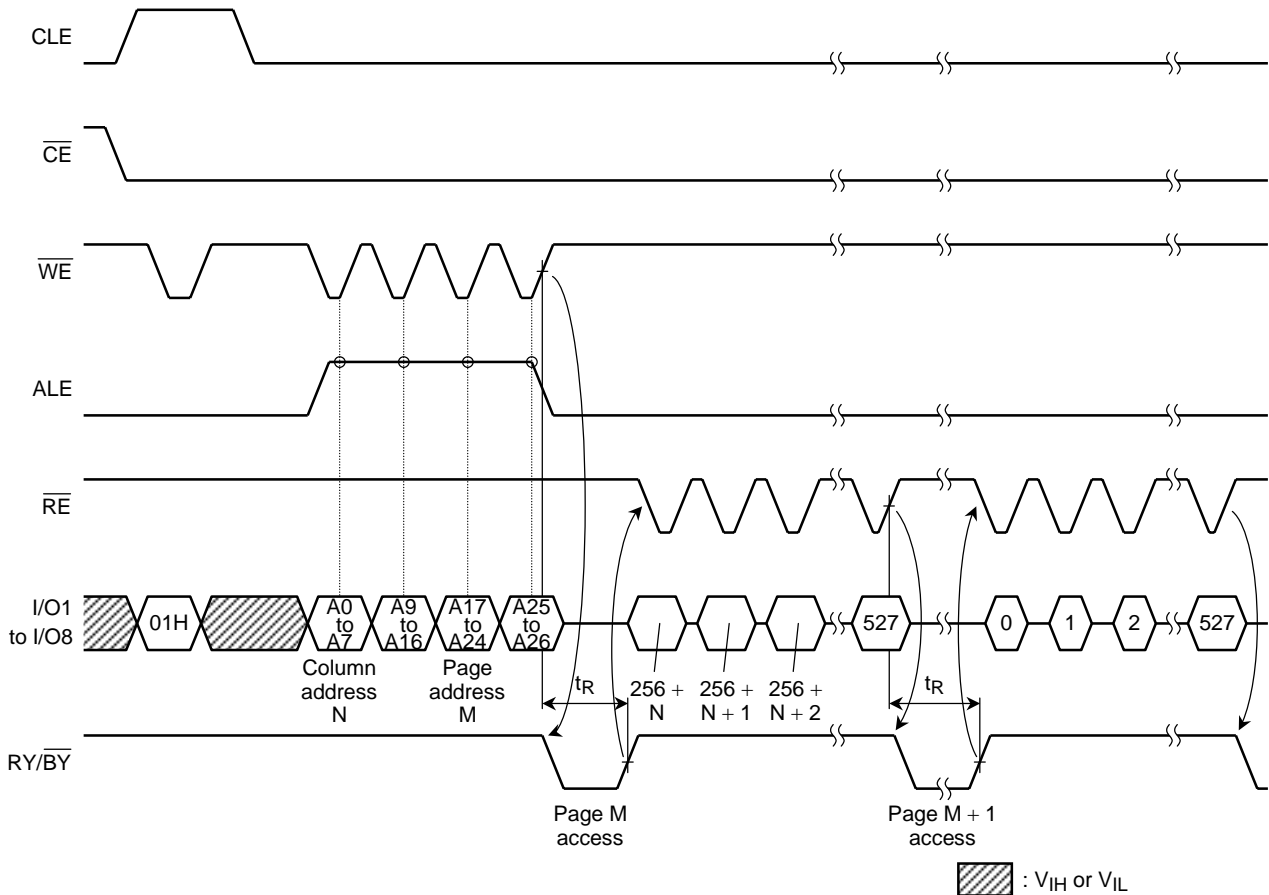 CLE
CE
WE
ALE
RE
I/O1
to I/O8
01H
A0
to
A7
A9
to
A16
A17
to
A24
A25
to
A26
527
0
1
2
527
Column
address
N
Page
address
M
tR
256 +
N
256 +
N + 1
256 +
N + 2
tR
RY/BY
Page M
access
Page M + 1
access
: VIH or VIL